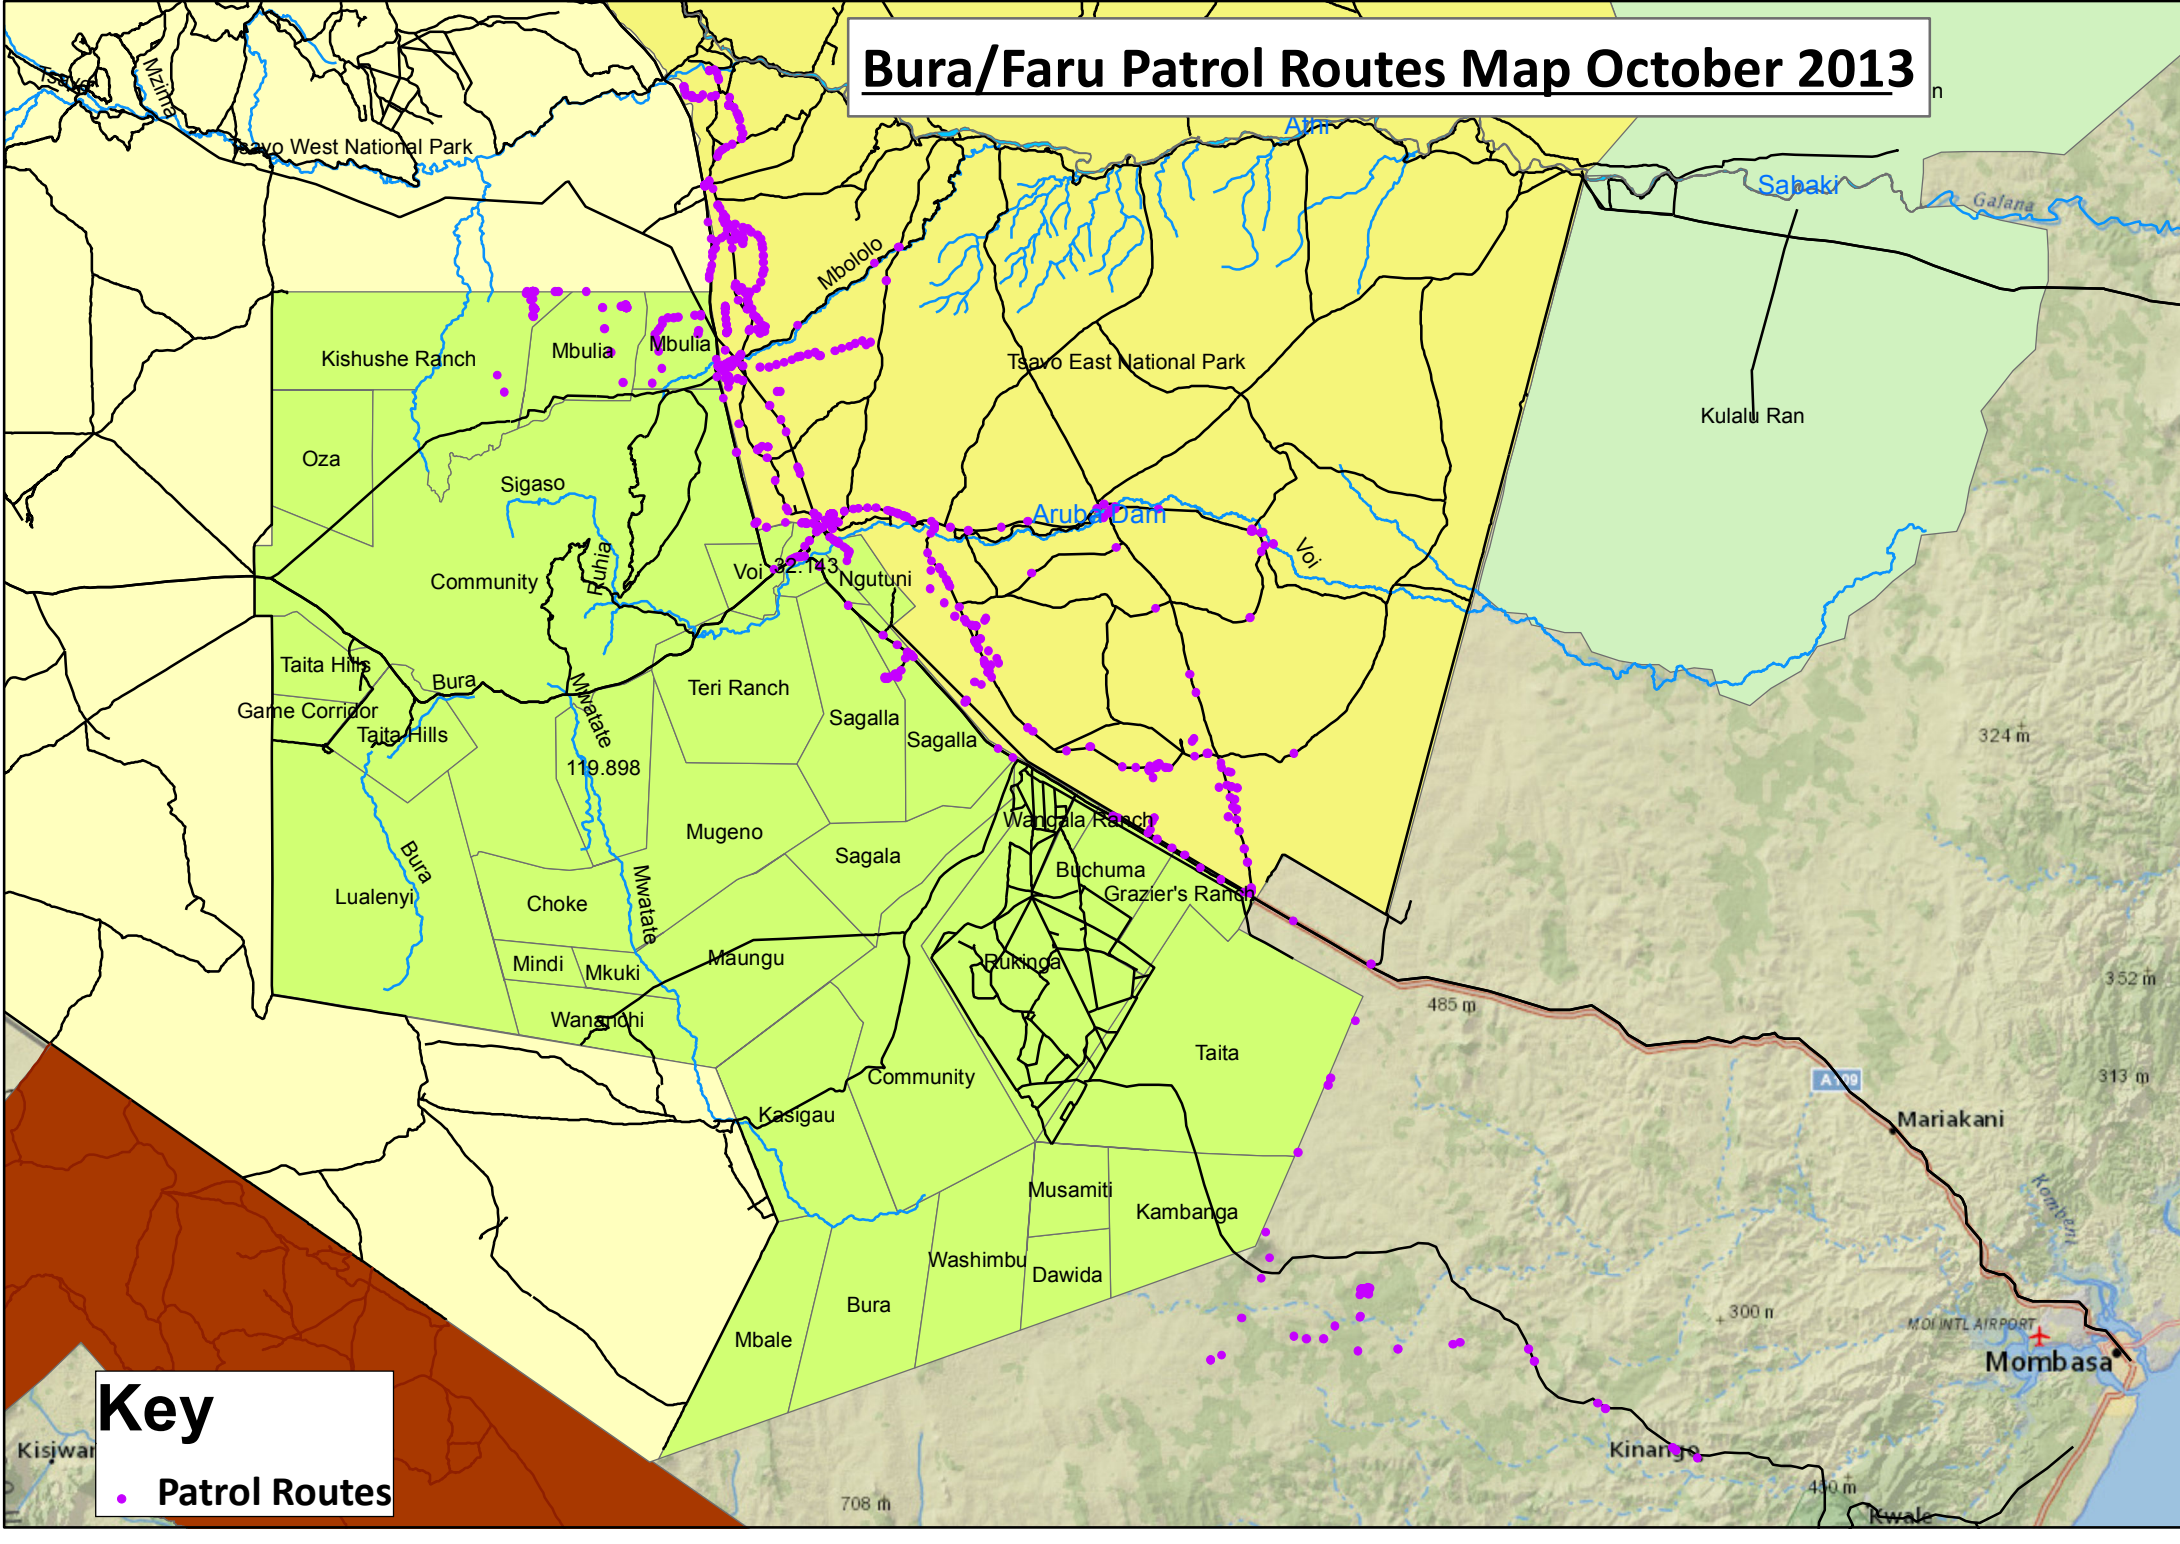 Bura/Faru Patrol Routes Map October 2013
n
Tsavo
Mzima
Tsavo West National Park
Athi
Sabaki
Galana
Mbololo
Kishushe Ranch
Mbulia
Mbulia
Tsavo East National Park
Kulalu Ran
Oza
Sigaso
Aruba Dam
Voi
Ruhia
Community
Voi
32.143
Ngutuni
Taita Hills
Bura
Mwatate
Teri Ranch
Game Corridor
Taita Hills
Sagalla
Sagalla
324 m
119.898
Mugeno
Wangala Ranch
Sagala
Bura
Buchuma
Lualenyi
Choke
Mwatate
Grazier's Ranch
Mindi
Mkuki
Maungu
Rukinga
352 m
485 m
Wananchi
Taita
Community
A 109
313 m
Kasigau
Mariakani
Musamiti
Kambanga
Kombeni
Washimbu
Dawida
Bura
Mbale
300 n
MOI INTL AIRPORT
Mombasa
Key
Patrol Routes
Kisiwan
Kinango
450 m
708 m
Kwale